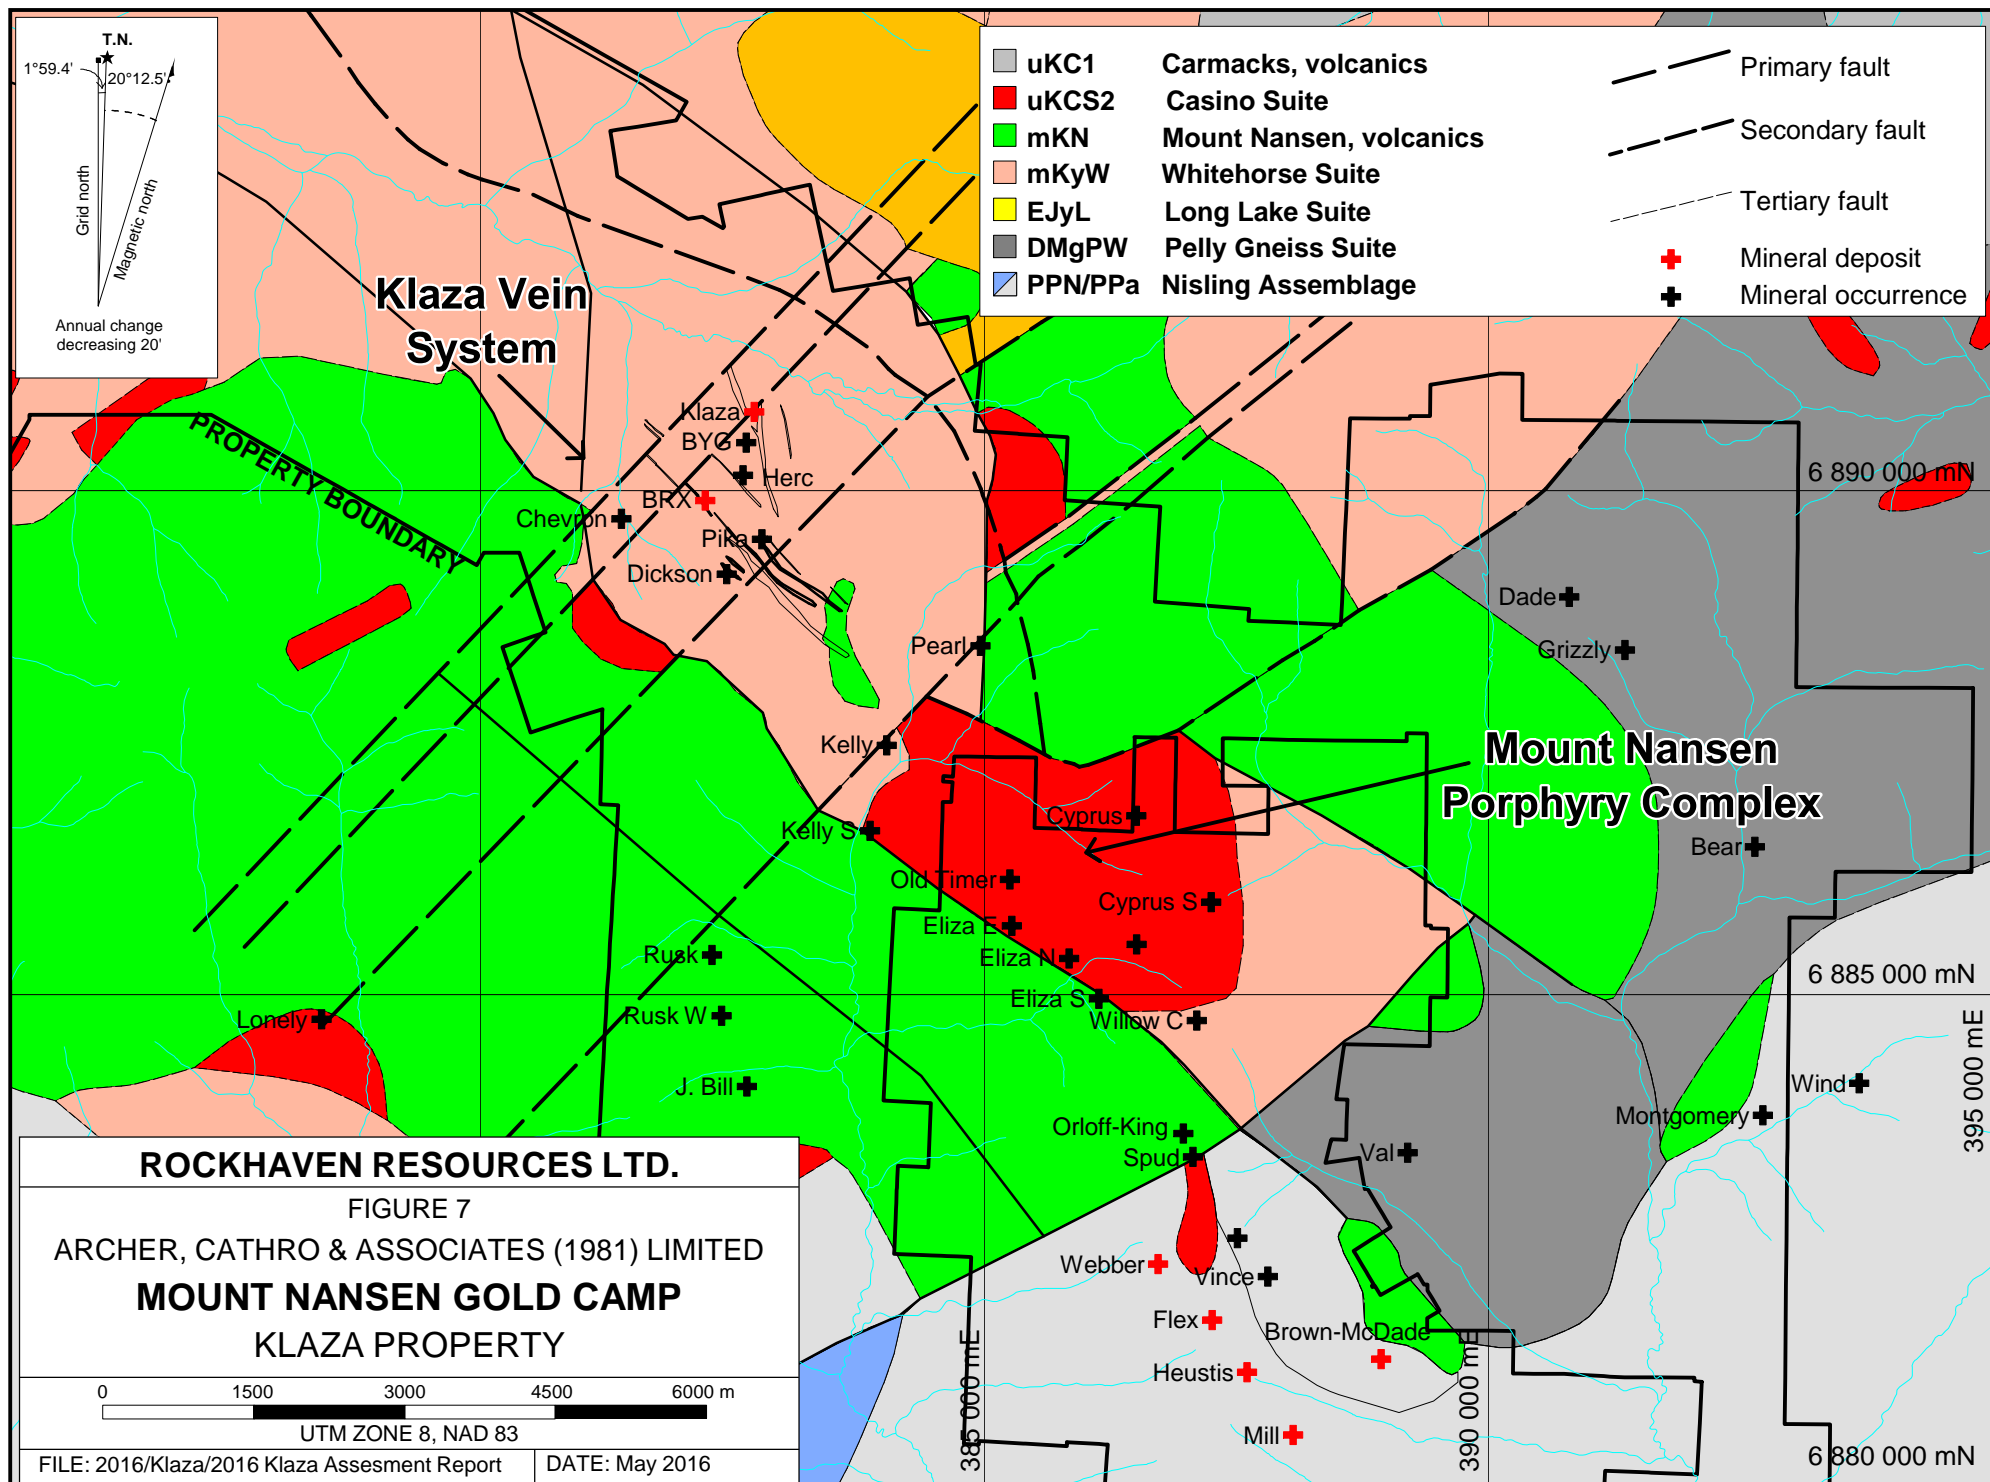 T.N.
1°59.4'
20°12.5'
Grid north
Magnetic north
Annual change
decreasing 20'
uKC1 Carmacks, volcanics
uKCS2 Casino Suite
mKN Mount Nansen, volcanics
mKyW Whitehorse Suite
EJyL Long Lake Suite
DMgPW Pelly Gneiss Suite
PPN/PPa Nisling Assemblage
Primary fault
Secondary fault
Tertiary fault
Mineral deposit
Mineral occurrence
Klaza Vein
System
PROPERTY BOUNDARY
Klaza
BYG
Herc
BRX
Chevron
Pika
Dickson
6 890 000 mN
Dade
Grizzly
Pearl
Kelly
Mount Nansen
Porphyry Complex
Cyprus
Kelly S
Bear
Old Timer
Cyprus S
Eliza E
Eliza N
Rusk
6 885 000 mN
Eliza S
Willow C
Rusk W
Lonely
395 000 mE
J. Bill
Wind
Montgomery
Orloff-King
Spud
Val
Webber
Vince
Flex
Brown-McDade
Heustis
Mill
385 000 mE
390 000 mE
6 880 000 mN
ROCKHAVEN RESOURCES LTD.
FIGURE 7
ARCHER, CATHRO & ASSOCIATES (1981) LIMITED
MOUNT NANSEN GOLD CAMP
KLAZA PROPERTY
0 1500 3000 4500 6000 m
UTM ZONE 8, NAD 83
FILE: 2016/Klaza/2016 Klaza Assesment Report
DATE: May 2016